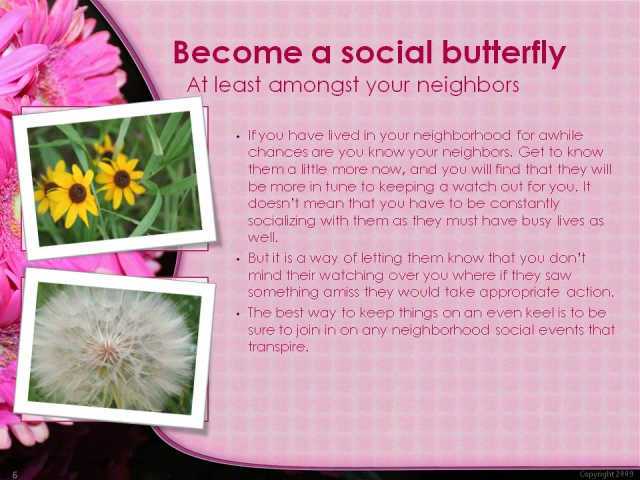 Become a social butterfly
At least amongst your neighbors
• If you have lived in your neighborhood for awhile
chances are you know your neighbors. Get to know
them a little more now, and you will find that they will
be more in tune to keeping a watch out for you. It
doesn't mean that you have to be constantly
socializing with them as they must have busy lives as
well.
• But it is a way of letting them know that you don't
mind their watching over you where if they saw
something amiss they would take appropriate action.
• The best way to keep things on an even keel is to be
sure to join in on any neighborhood social events that
transpire.
6
Copyright 2009